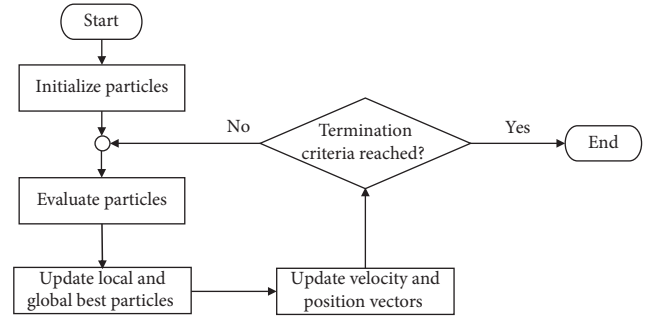 Start
Initialize particles
No
Termination
criteria reached?
Yes
End
Evaluate particles
Update local and
global best particles
Update velocity and
position vectors